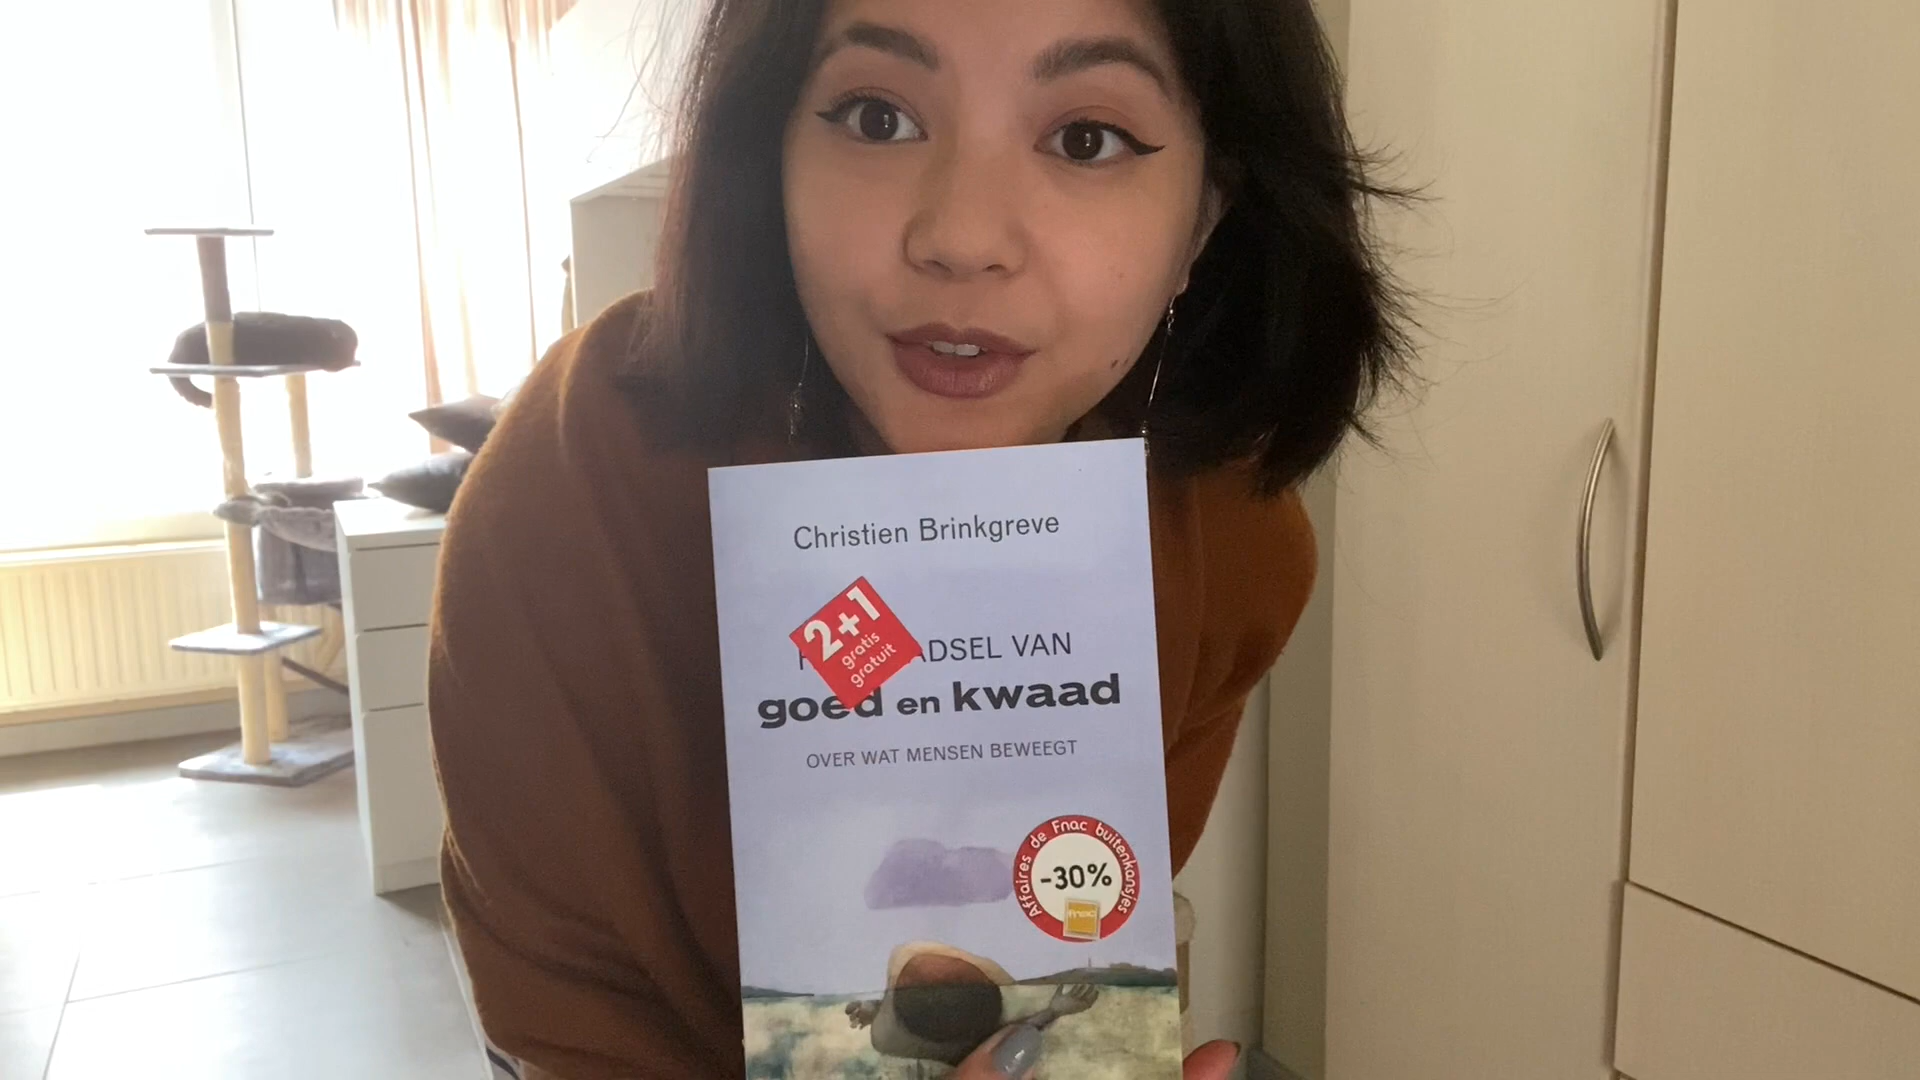 Christien Brinkgreve
2+1
gratis
gratuit
VAN
goed en kwaad
OVER WAT MENSEN BEWEEGT
Affaires de Fnac buitenkansjes
-30%
fnac